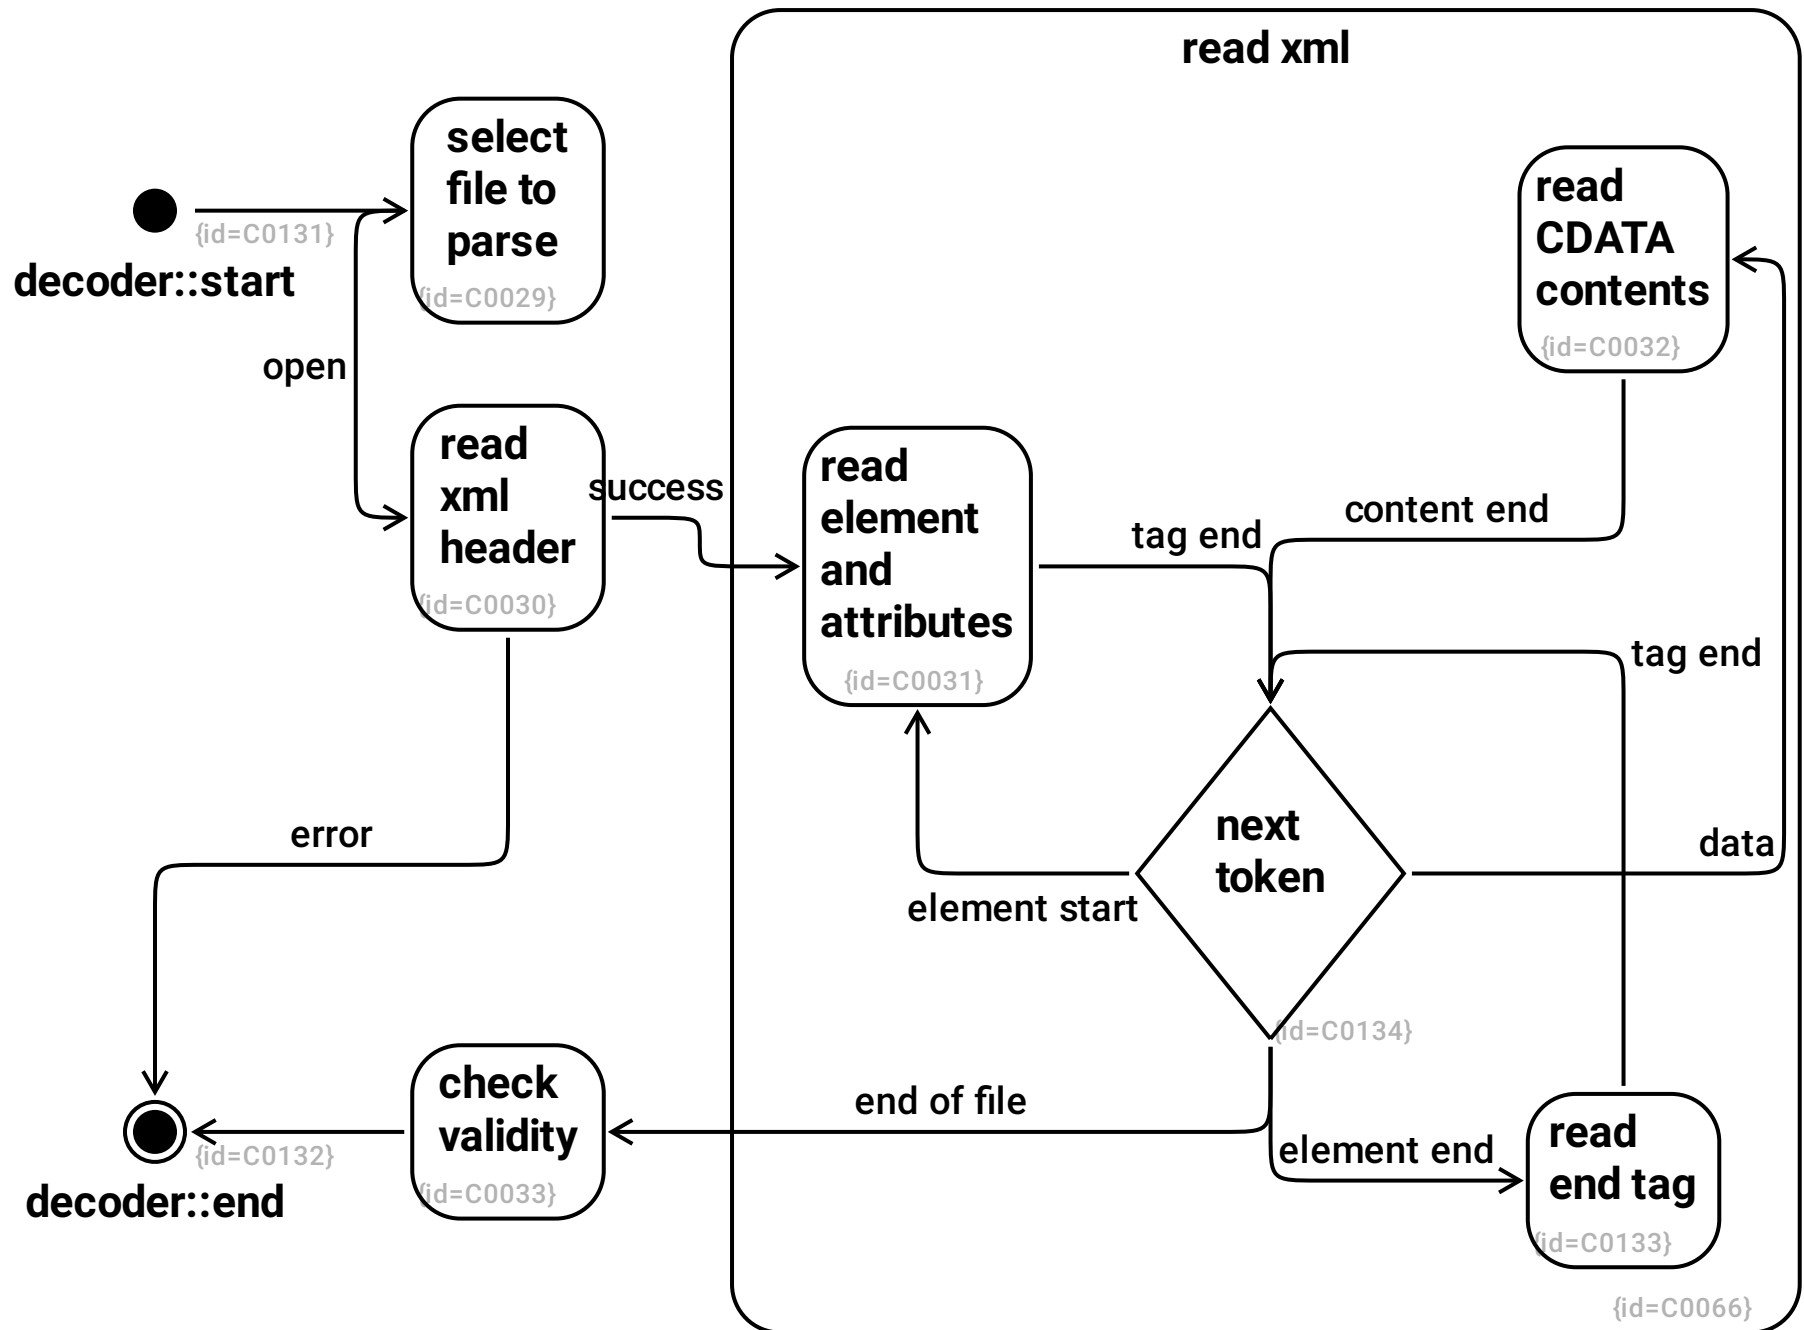 read xml
select
file to
parse
{id=C0029}
{id=C0131}
decoder::start
open
read
CDATA
contents
{id=C0032}
read
xml
header
{id=C0030}
success
read
element
and
attributes
{id=C0031}
tag end
content end
tag end
error
next
token
{id=C0134}
element start
data
check
validity
{id=C0033}
end of file
element end
{id=C0132}
decoder::end
read
end tag
{id=C0133}
{id=C0066}